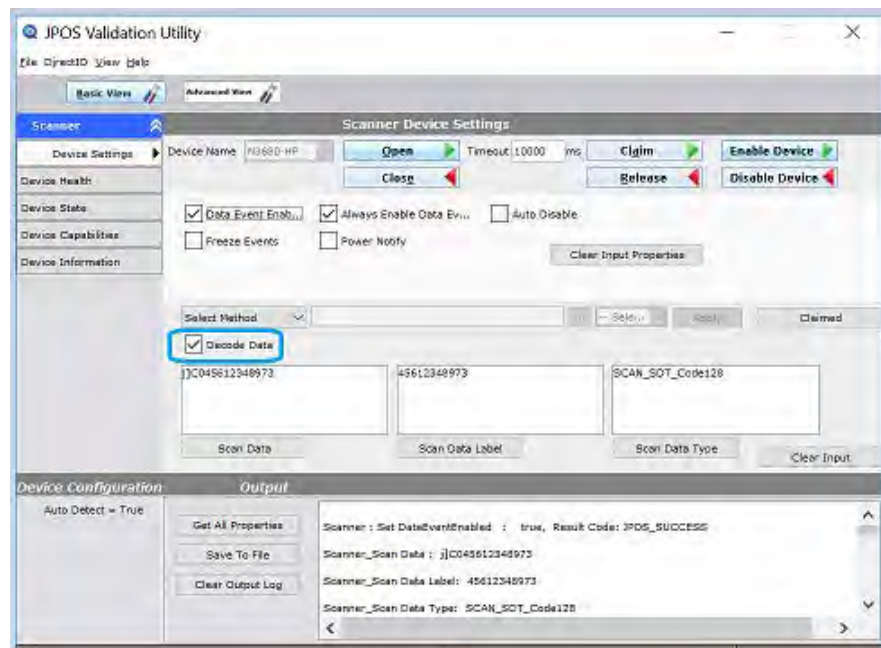 JPOS Validation Utility
File DirectIO View Help
Basic View
Advanced View
Scanner
Scanner Device Settings
Device Settings
Device Name N3680-HP
Open
Timeout 10000 ms
Claim
Enable Device
Close
Release
Disable Device
Device Health
Device State
Device Capabilities
Device Information
Data Event Enab...
Always Enable Data Ev...
Auto Disable
Freeze Events
Power Notify
Clear Input Properties
Select Method
-- Sele...
Apply
Claimed
Decode Data
j]C045612348973
45612348973
SCAN_SDT_Code128
Scan Data
Scan Data Label
Scan Data Type
Clear Input
Device Configuration
Output
Auto Detect = True
Get All Properties
Save To File
Clear Output Log
Scanner : Set DataEventEnabled : true, Result Code: JPOS_SUCCESS
Scanner_Scan Data : j]C045612348973
Scanner_Scan Data Label: 45612348973
Scanner_Scan Data Type: SCAN_SDT_Code128